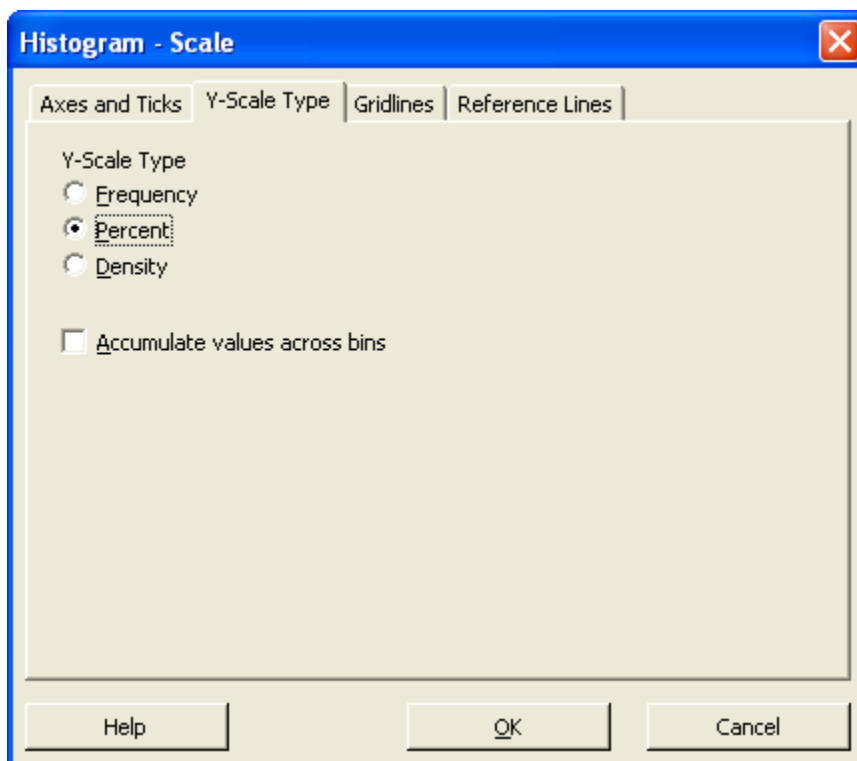 Histogram - Scale
Axes and Ticks Y-Scale Type Gridlines Reference Lines
Y-Scale Type
Frequency
Percent
Density
Accumulate values across bins
Help OK Cancel